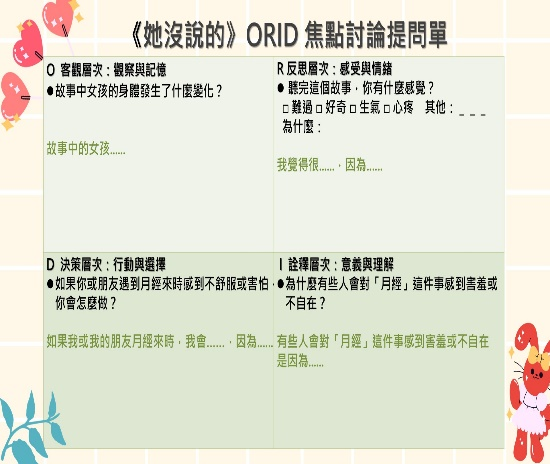 《她沒說的》ORID 焦點討論提問單
O 客觀層次：觀察與記憶
●故事中女孩的身體發生了什麼變化？
故事中的女孩......
R 反思層次：感受與情緒
● 聽完這個故事，你有什麼感覺？
□ 難過 □ 好奇 □ 生氣 □ 心疼 其他： _ _ _
為什麼：
我覺得很......，因為......
D 決策層次：行動與選擇
●如果你或朋友遇到月經來時感到不舒服或害怕，
你會怎麼做？
如果我或我的朋友月經來時，我會......，因為......
I 詮釋層次：意義與理解
●為什麼有些人會對「月經」這件事感到害羞或
不自在？
有些人會對「月經」這件事感到害羞或不自在
是因為......